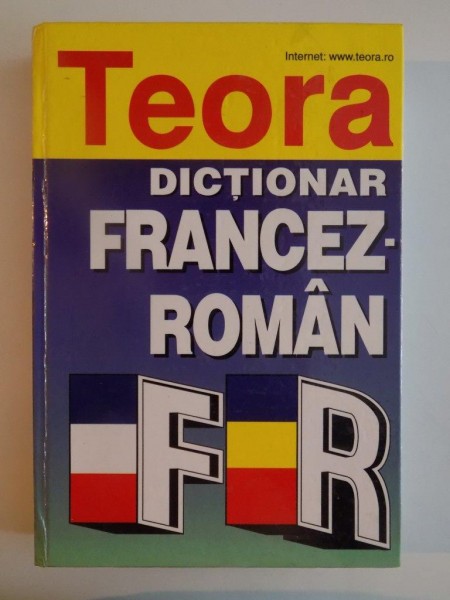 Internet: www.teora.ro
Teora
DICȚIONAR
FRANCEZ-
ROMÂN
F R